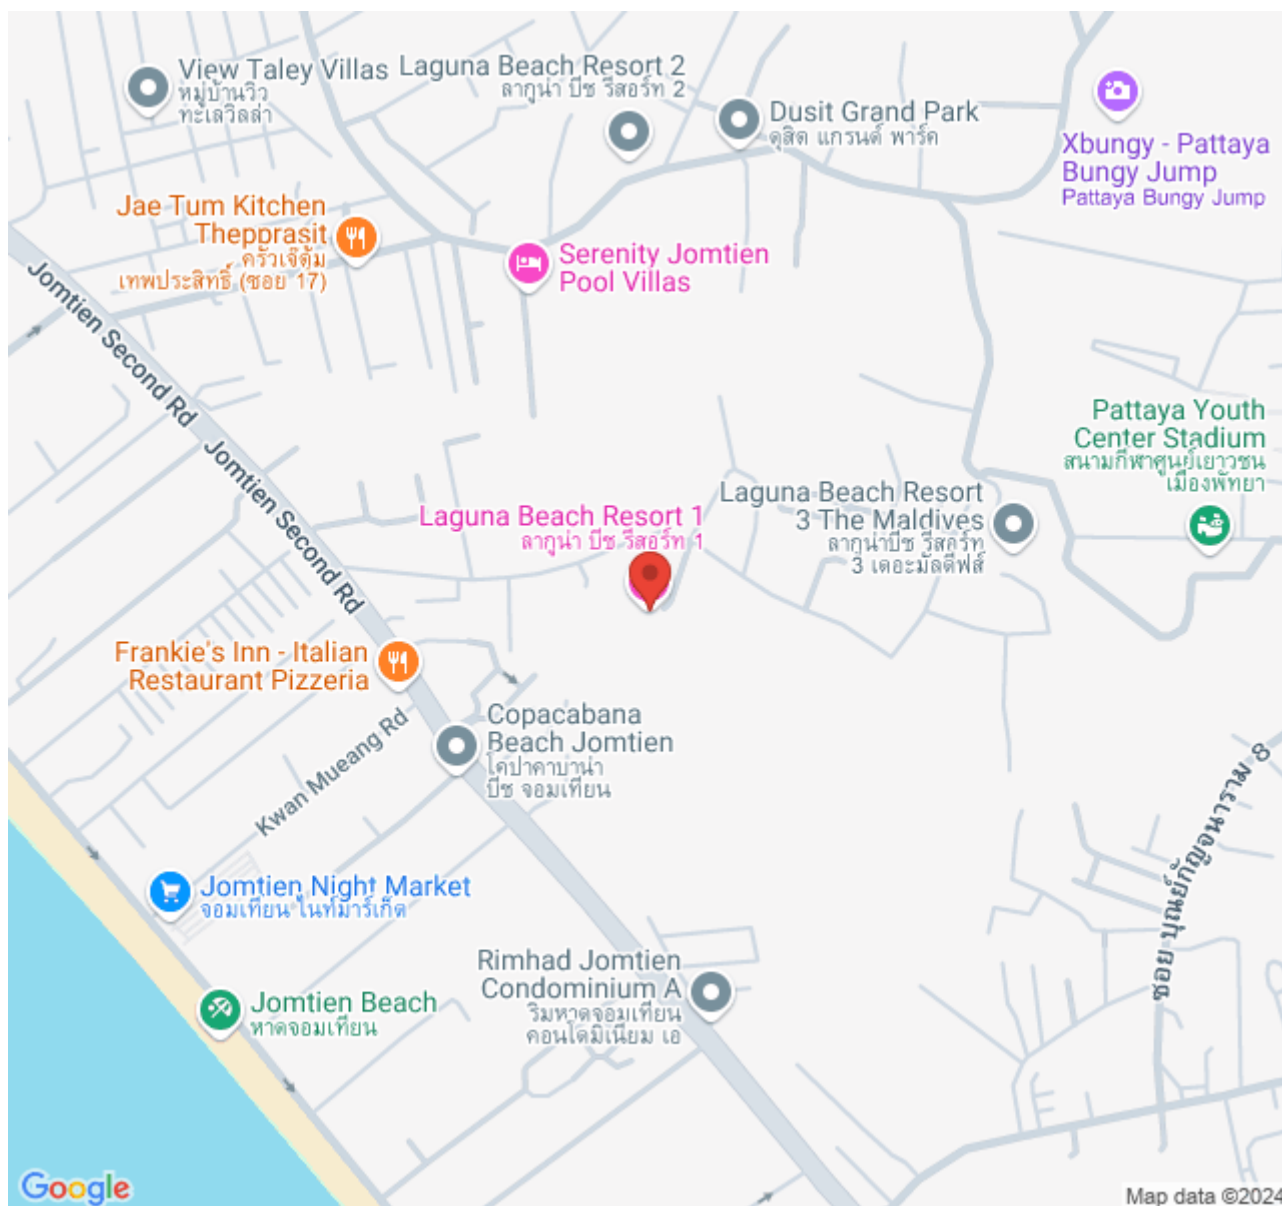 View Taley Villas
หมู่บ้านวิว
ทะเลวิลล่า
Laguna Beach Resort 2
ลากูน่า บีช รีสอร์ท 2
Dusit Grand Park
ดุสิต แกรนด์ พาร์ค
Xbungy - Pattaya
Bungy Jump
Pattaya Bungy Jump
Jae Tum Kitchen
Thepprasit
ครัวเจ๊ตุ้ม
เทพประสิทธิ์ (ซอย 17)
Serenity Jomtien
Pool Villas
Jomtien Second Rd
Jomtien Second Rd
Pattaya Youth
Center Stadium
สนามกีฬาศูนย์เยาวชน
เมืองพัทยา
Laguna Beach Resort
3 The Maldives
ลากูน่าบีช รีสอร์ท
3 เดอะมัลดีฟส์
Laguna Beach Resort 1
ลากูน่า บีช รีสอร์ท 1
Frankie's Inn - Italian
Restaurant Pizzeria
Copacabana
Beach Jomtien
โคปาคาบาน่า
บีช จอมเทียน
Kwan Mueang Rd
ซอย บุณย์กัญจนาราม 8
Jomtien Night Market
จอมเทียน ไนท์มาร์เก็ต
Rimhad Jomtien
Condominium A
ริมหาดจอมเทียน
คอนโดมิเนียม เอ
Jomtien Beach
หาดจอมเทียน
Google
Map data ©2024